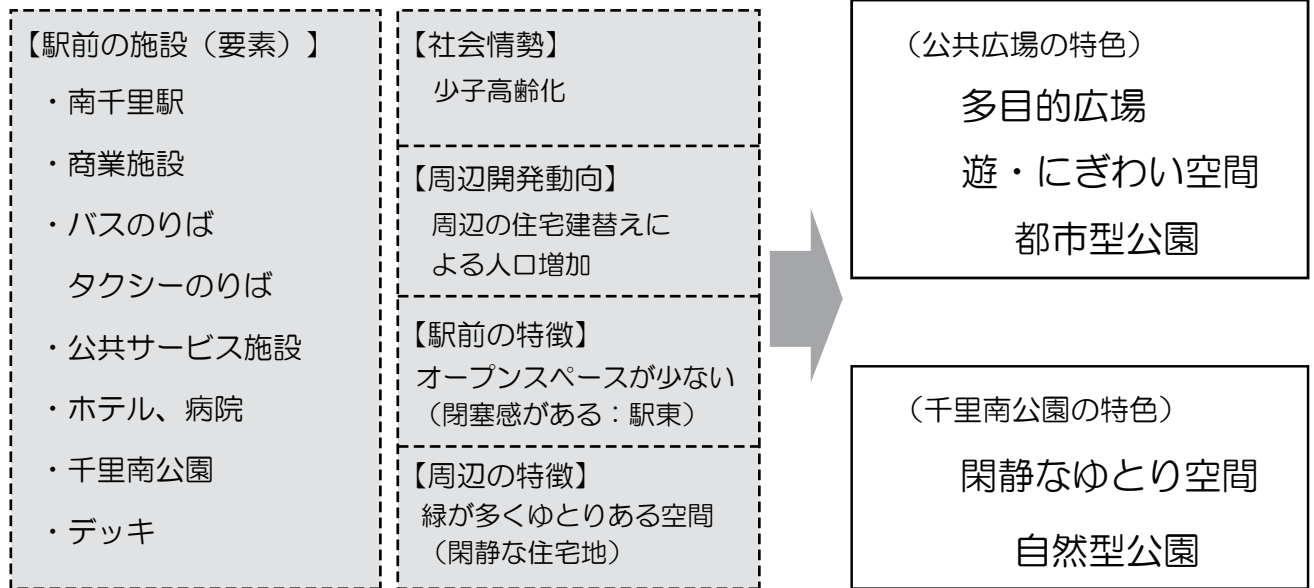 【駅前の施設（要素）】
・南千里駅
・商業施設
・バスのりば
タクシーのりば
・公共サービス施設
・ホテル、病院
・千里南公園
・デッキ
【社会情勢】
少子高齢化
【周辺開発動向】
周辺の住宅建替えに
よる人口増加
【駅前の特徴】
オープンスペースが少ない
（閉塞感がある：駅東）
【周辺の特徴】
緑が多くゆとりある空間
（閑静な住宅地）
（公共広場の特色）
多目的広場
遊・にぎわい空間
都市型公園
（千里南公園の特色）
閑静なゆとり空間
自然型公園